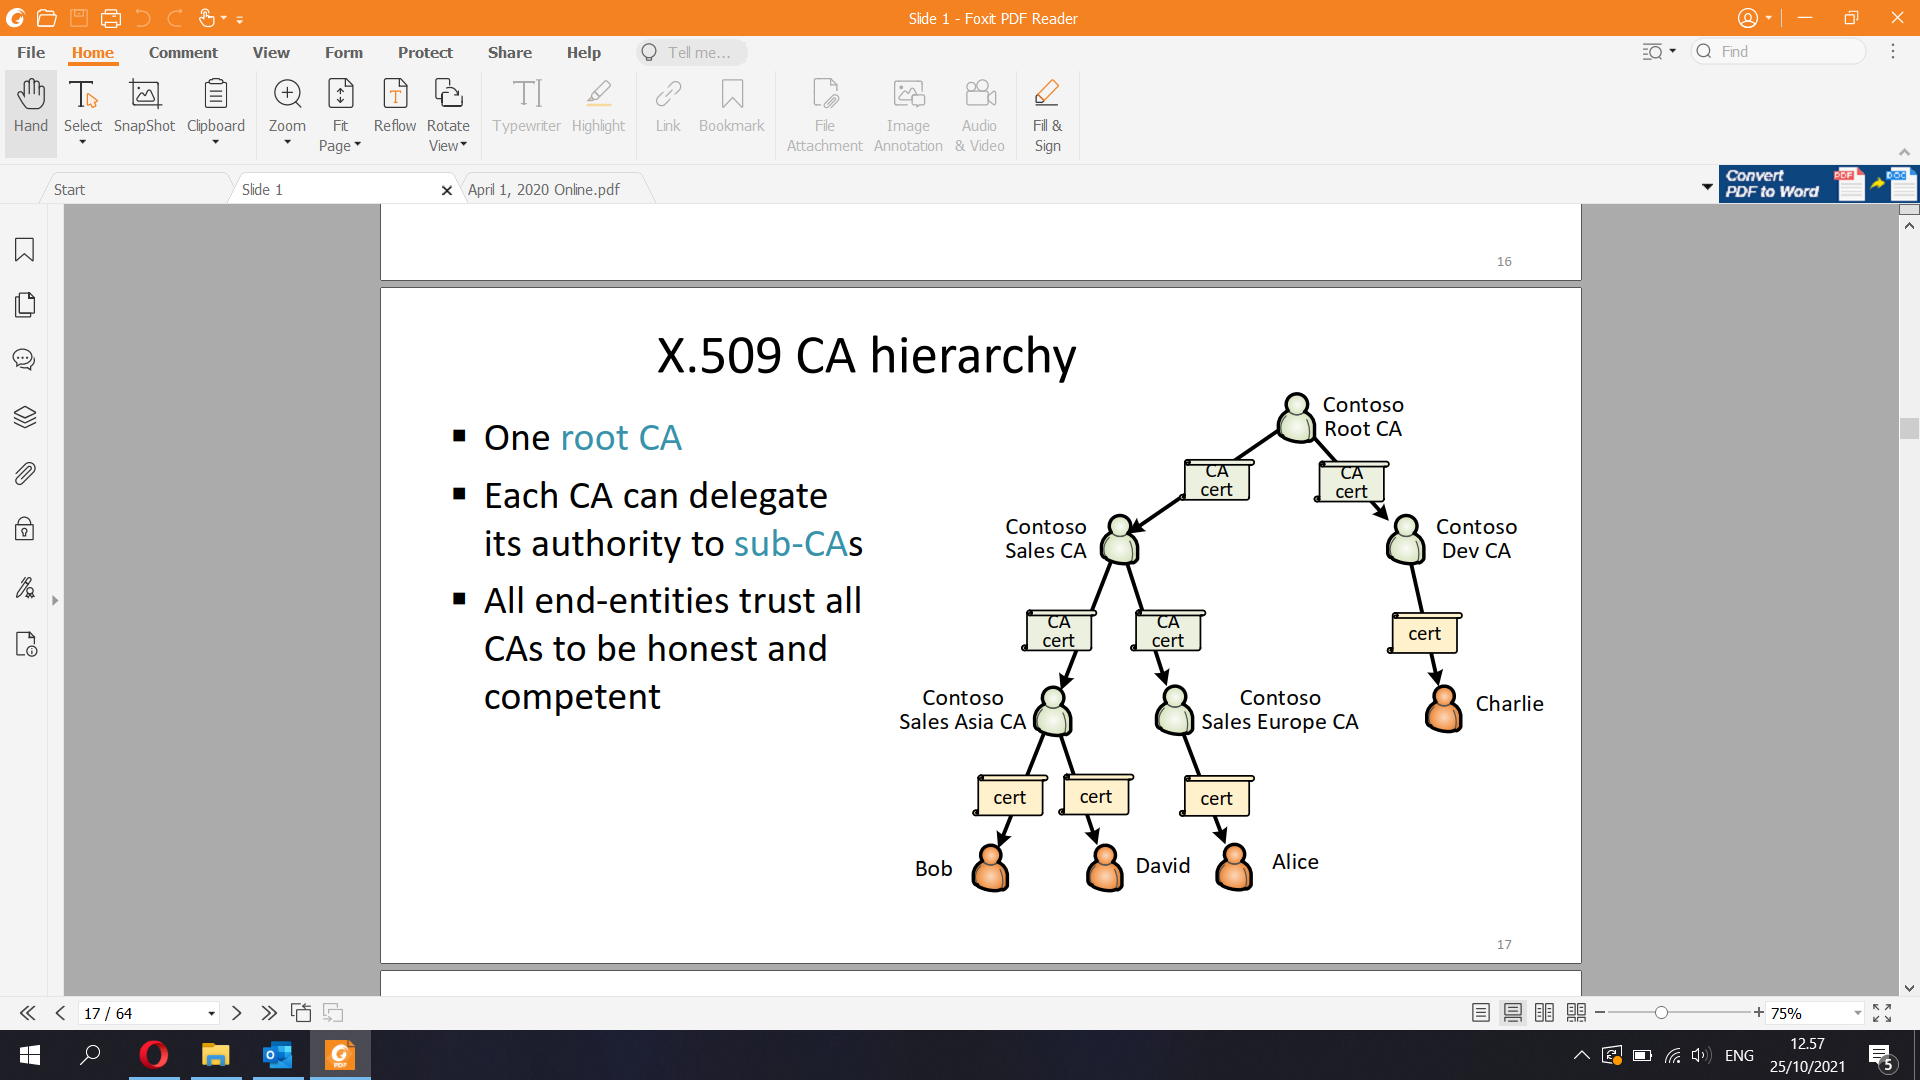 Slide 1 - Foxit PDF Reader
File Home Comment View Form Protect Share Help Tell me... Find
Hand Select SnapShot Clipboard Zoom Fit Page Reflow Rotate View Typewriter Highlight Link Bookmark File Attachment Image Annotation Audio & Video Fill & Sign
Start Slide 1 April 1, 2020 Online.pdf
Convert
PDF to Word
PDF DOC
16
X.509 CA hierarchy
▪ One root CA
▪ Each CA can delegate
its authority to sub-CAs
▪ All end-entities trust all
CAs to be honest and
competent
Contoso
Root CA
CA
cert
CA
cert
Contoso
Sales CA
Contoso
Dev CA
CA
cert
CA
cert
cert
Contoso
Sales Asia CA
Contoso
Sales Europe CA
Charlie
cert
cert
cert
Bob
David
Alice
17
17 / 64
75%
PDF
ENG
12.57
25/10/2021
5